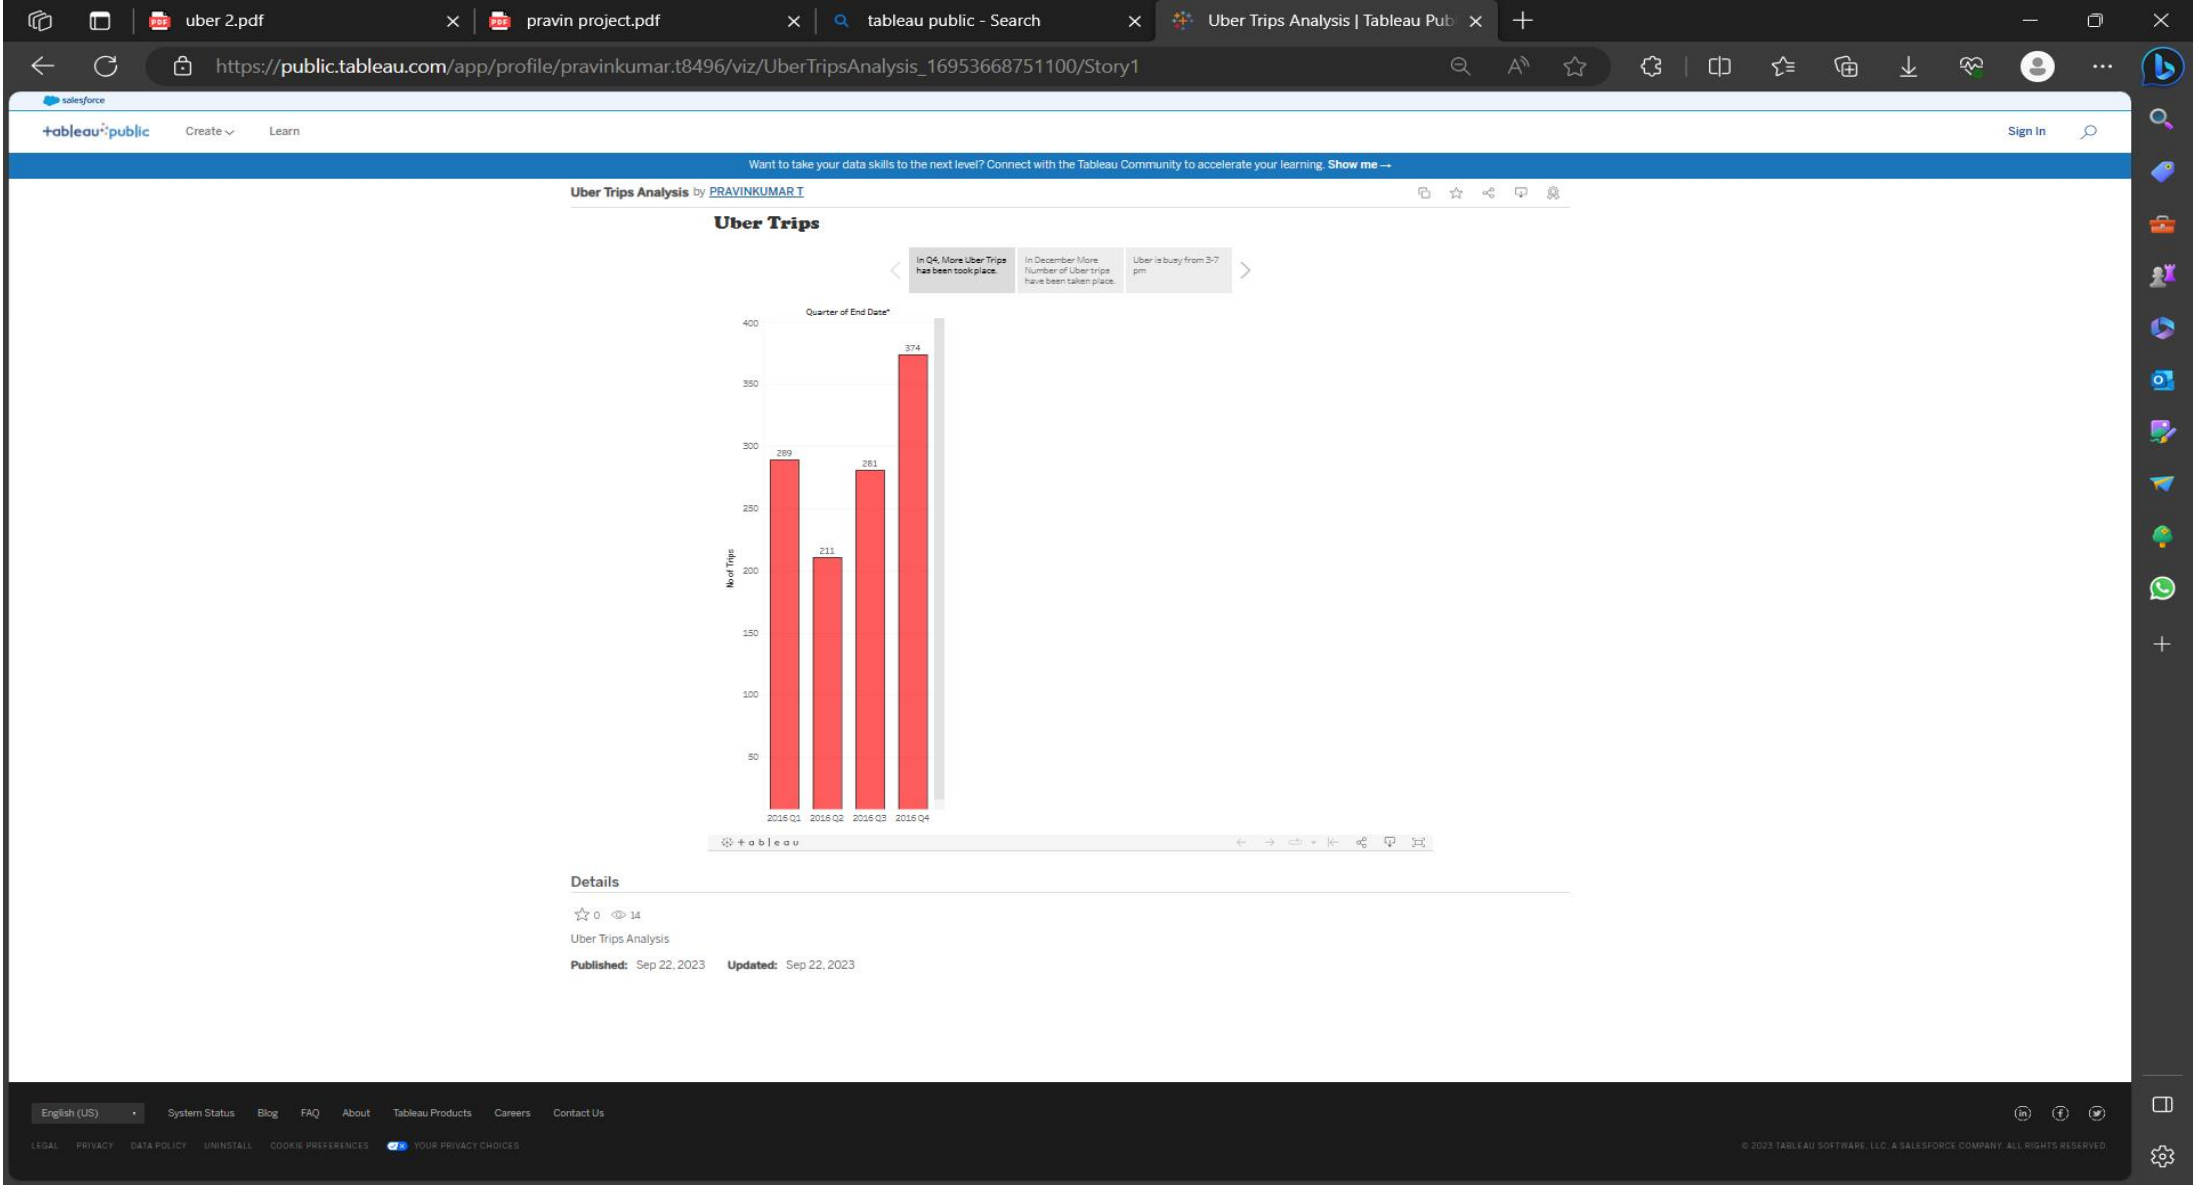 uber 2.pdf
pravin project.pdf
tableau public - Search
Uber Trips Analysis | Tableau Pub
https://public.tableau.com/app/profile/pravinkumar.t8496/viz/UberTripsAnalysis_16953668751100/Story1
salesforce
+ableau public
Create
Learn
Sign In
Want to take your data skills to the next level? Connect with the Tableau Community to accelerate your learning. Show me →
Uber Trips Analysis by PRAVINKUMAR T
Uber Trips
In Q4, More Uber Trips
has been took place.
In December More
Number of Uber trips
have been taken place.
Uber is busy from 3-7
pm
Quarter of End Date*
400
374
350
300
289
281
250
211
No of Trips
200
150
100
50
2016 Q1 2016 Q2 2016 Q3 2016 Q4
+ableau
Details
0 14
Uber Trips Analysis
Published: Sep 22, 2023 Updated: Sep 22, 2023
English (US)
System Status Blog FAQ About Tableau Products Careers Contact Us
LEGAL PRIVACY DATA POLICY UNINSTALL COOKIE PREFERENCES YOUR PRIVACY CHOICES
© 2023 TABLEAU SOFTWARE, LLC, A SALESFORCE COMPANY. ALL RIGHTS RESERVED.